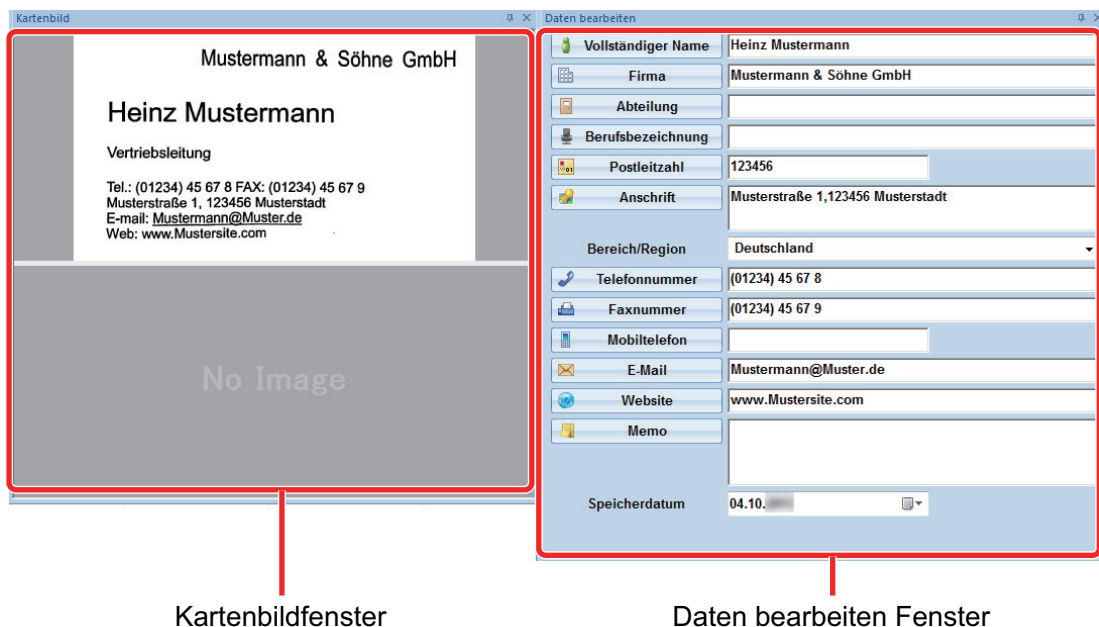 Kartenbild
Mustermann & Söhne GmbH
Heinz Mustermann
Vertriebsleitung
Tel.: (01234) 45 67 8 FAX: (01234) 45 67 9
Musterstraße 1, 123456 Musterstadt
E-mail: Mustermann@Muster.de
Web: www.Mustersite.com
No Image
Daten bearbeiten
Vollständiger Name Heinz Mustermann
Firma Mustermann & Söhne GmbH
Abteilung
Berufsbezeichnung
Postleitzahl 123456
Anschrift Musterstraße 1,123456 Musterstadt
Bereich/Region Deutschland
Telefonnummer (01234) 45 67 8
Faxnummer (01234) 45 67 9
Mobiltelefon
E-Mail Mustermann@Muster.de
Website www.Mustersite.com
Memo
Speicherdatum 04.10.
Kartenbildfenster
Daten bearbeiten Fenster